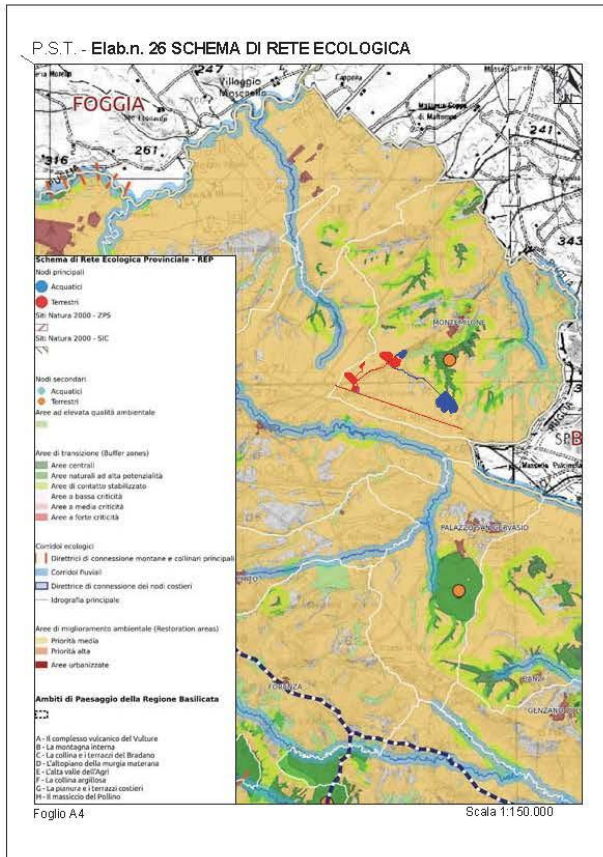 P.S.T. - Elab.n. 26 SCHEMA DI RETE ECOLOGICA
247
Villaggio
Moschella
FOGGIA
316
261
241
343
PUGLIA
Schema di Rete Ecologica Provinciale - REP
Nodi principali
Acquatici
Terrestri
Siti Natura 2000 - ZPS
Siti Natura 2000 - SIC
Nodi secondari
Acquatici
Terrestri
Aree ad elevata qualità ambientale
Aree di transizione (Buffer zones)
Aree centrali
Aree naturali ad alta potenzialità
Aree di contatto stabilizzato
Aree a bassa criticità
Aree a media criticità
Aree a forte criticità
Corridoi ecologici
Direttrici di connessione montane e collinari principali
Corridoi fluviali
Direttrice di connessione dei nodi costieri
Idrografia principale
Aree di miglioramento ambientale (Restoration areas)
Priorità media
Priorità alta
Aree urbanizzate
Ambiti di Paesaggio della Regione Basilicata
A - Il complesso vulcanico del Vulture
B - La montagna interna
C - La collina e i terrazzi del Bradano
D - L'altopiano della murgia materana
E - L'alta valle dell'Agri
F - La collina argillosa
G - La pianura e i terrazzi costieri
H - Il massiccio del Pollino
MONTEMILONE
PUGLIA
PALAZZO SAN GERVASIO
BANZI
GENZANO
FORENZA
Foglio A4
Scala 1:150.000